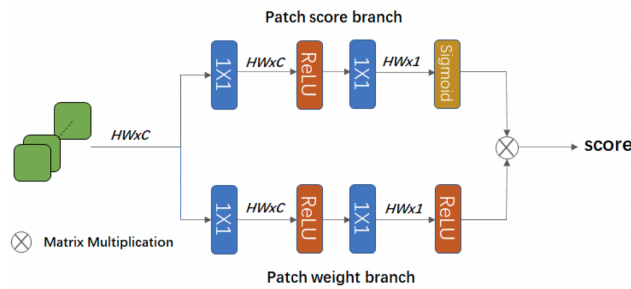 Patch score branch
1X1
HWxC
ReLU
1X1
HWx1
Sigmoid
HWxC
score
1X1
HWxC
ReLU
1X1
HWx1
ReLU
Matrix Multiplication
Patch weight branch